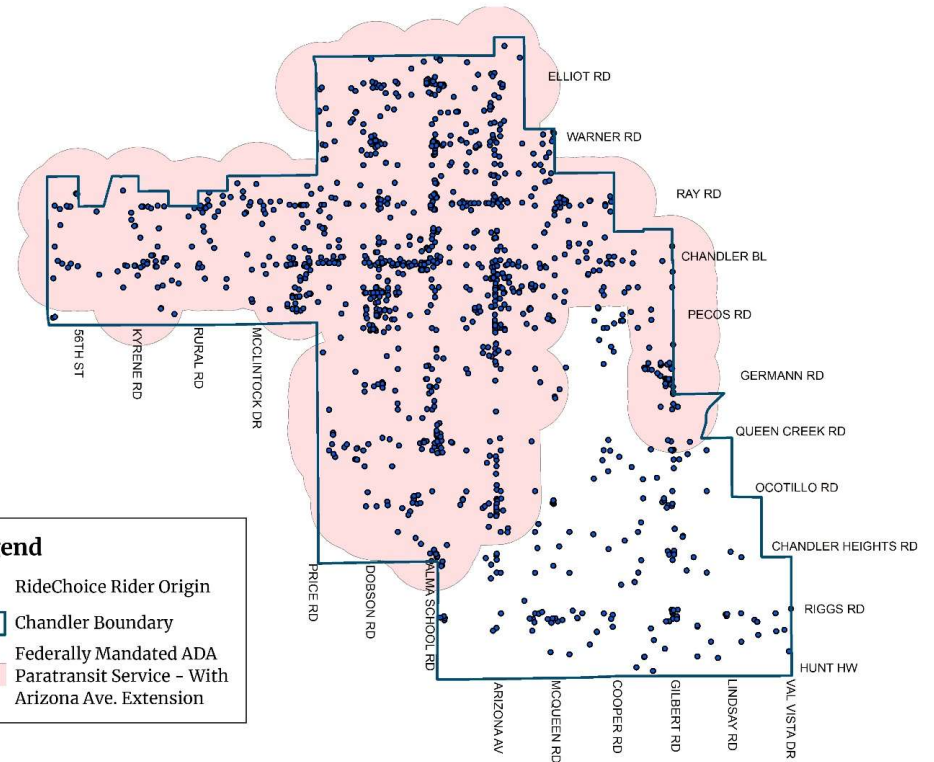 ELLIOT RD
WARNER RD
RAY RD
CHANDLER BL
PECOS RD
GERMANN RD
QUEEN CREEK RD
OCOTILLO RD
CHANDLER HEIGHTS RD
RIGGS RD
HUNT HW
56TH ST
KYRENE RD
RURAL RD
MCCLINTOCK DR
PRICE RD
DOBSON RD
ALMA SCHOOL RD
ARIZONA AV
MCQUEEN RD
COOPER RD
GILBERT RD
LINDSAY RD
VAL VISTA DR
end
RideChoice Rider Origin
Chandler Boundary
Federally Mandated ADA
Paratransit Service - With
Arizona Ave. Extension